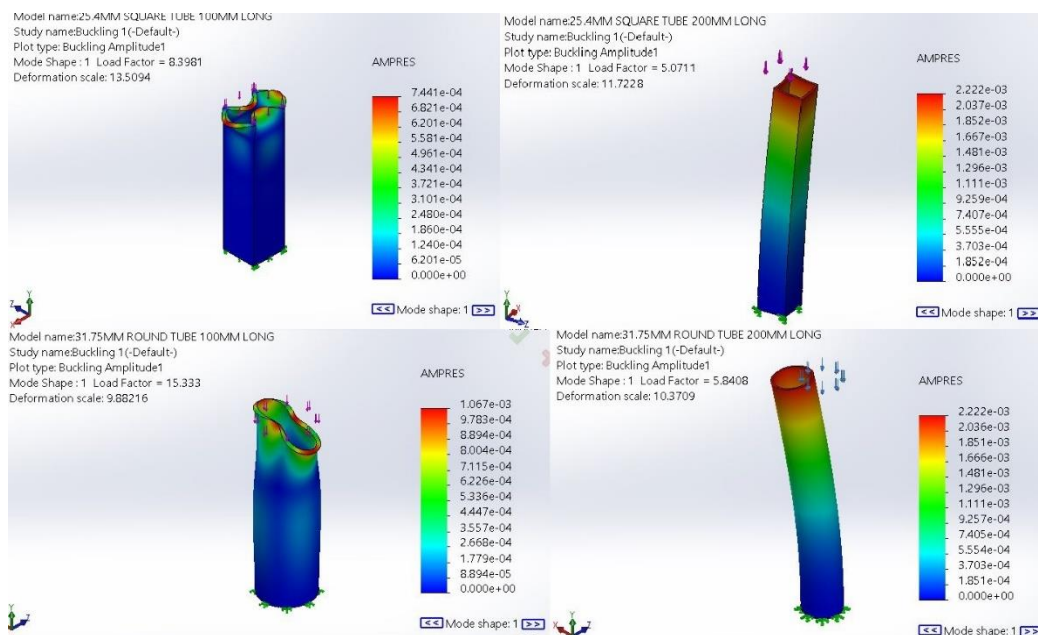 Model name:25.4MM SQUARE TUBE 100MM LONG
Study name:Buckling 1(-Default-)
Plot type: Buckling Amplitude1
Mode Shape : 1 Load Factor = 8.3981
Deformation scale: 13.5094
AMPRES
7.441e-04
6.821e-04
6.201e-04
5.581e-04
4.961e-04
4.341e-04
3.721e-04
3.101e-04
2.480e-04
1.860e-04
1.240e-04
6.201e-05
0.000e+00
Y
Z
X
<< Mode shape: 1 >>
Model name:25.4MM SQUARE TUBE 200MM LONG
Study name:Buckling 1(-Default-)
Plot type: Buckling Amplitude1
Mode Shape : 1 Load Factor = 5.0711
Deformation scale: 11.7228
AMPRES
2.222e-03
2.037e-03
1.852e-03
1.667e-03
1.481e-03
1.296e-03
1.111e-03
9.259e-04
7.407e-04
5.555e-04
3.703e-04
1.852e-04
0.000e+00
Y
X
Z
<< Mode shape: 1 >>
Model name:31.75MM ROUND TUBE 100MM LONG
Study name:Buckling 1(-Default-)
Plot type: Buckling Amplitude1
Mode Shape : 1 Load Factor = 15.333
Deformation scale: 9.88216
AMPRES
1.067e-03
9.783e-04
8.894e-04
8.004e-04
7.115e-04
6.226e-04
5.336e-04
4.447e-04
3.557e-04
2.668e-04
1.779e-04
8.894e-05
0.000e+00
Y
Z
<< Mode shape: 1 >>
Model name:31.75MM ROUND TUBE 200MM LONG
Study name:Buckling 1(-Default-)
Plot type: Buckling Amplitude1
Mode Shape : 1 Load Factor = 5.8408
Deformation scale: 10.3709
AMPRES
2.222e-03
2.036e-03
1.851e-03
1.666e-03
1.481e-03
1.296e-03
1.111e-03
9.257e-04
7.405e-04
5.554e-04
3.703e-04
1.851e-04
0.000e+00
Y
X
Z
<< Mode shape: 1 >>